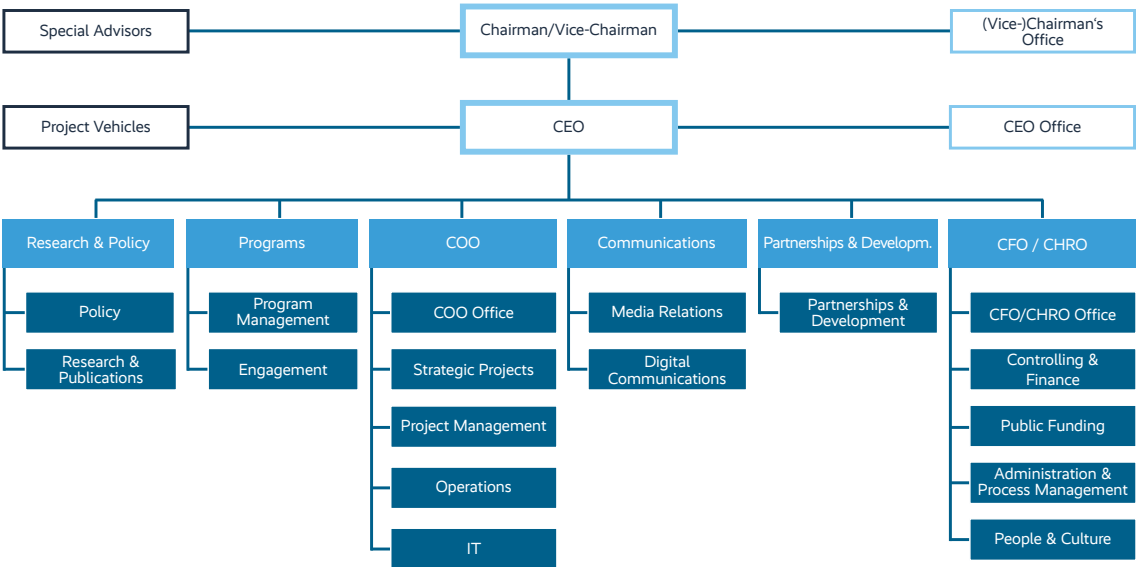 Special Advisors
Chairman/Vice-Chairman
(Vice-)Chairman‘s
Office
Project Vehicles
CEO
CEO Office
Research & Policy
Programs
COO
Communications
Partnerships & Developm.
CFO / CHRO
Policy
Research &
Publications
Program
Management
Engagement
COO Office
Strategic Projects
Project Management
Operations
IT
Media Relations
Digital
Communications
Partnerships &
Development
CFO/CHRO Office
Controlling &
Finance
Public Funding
Administration &
Process Management
People & Culture